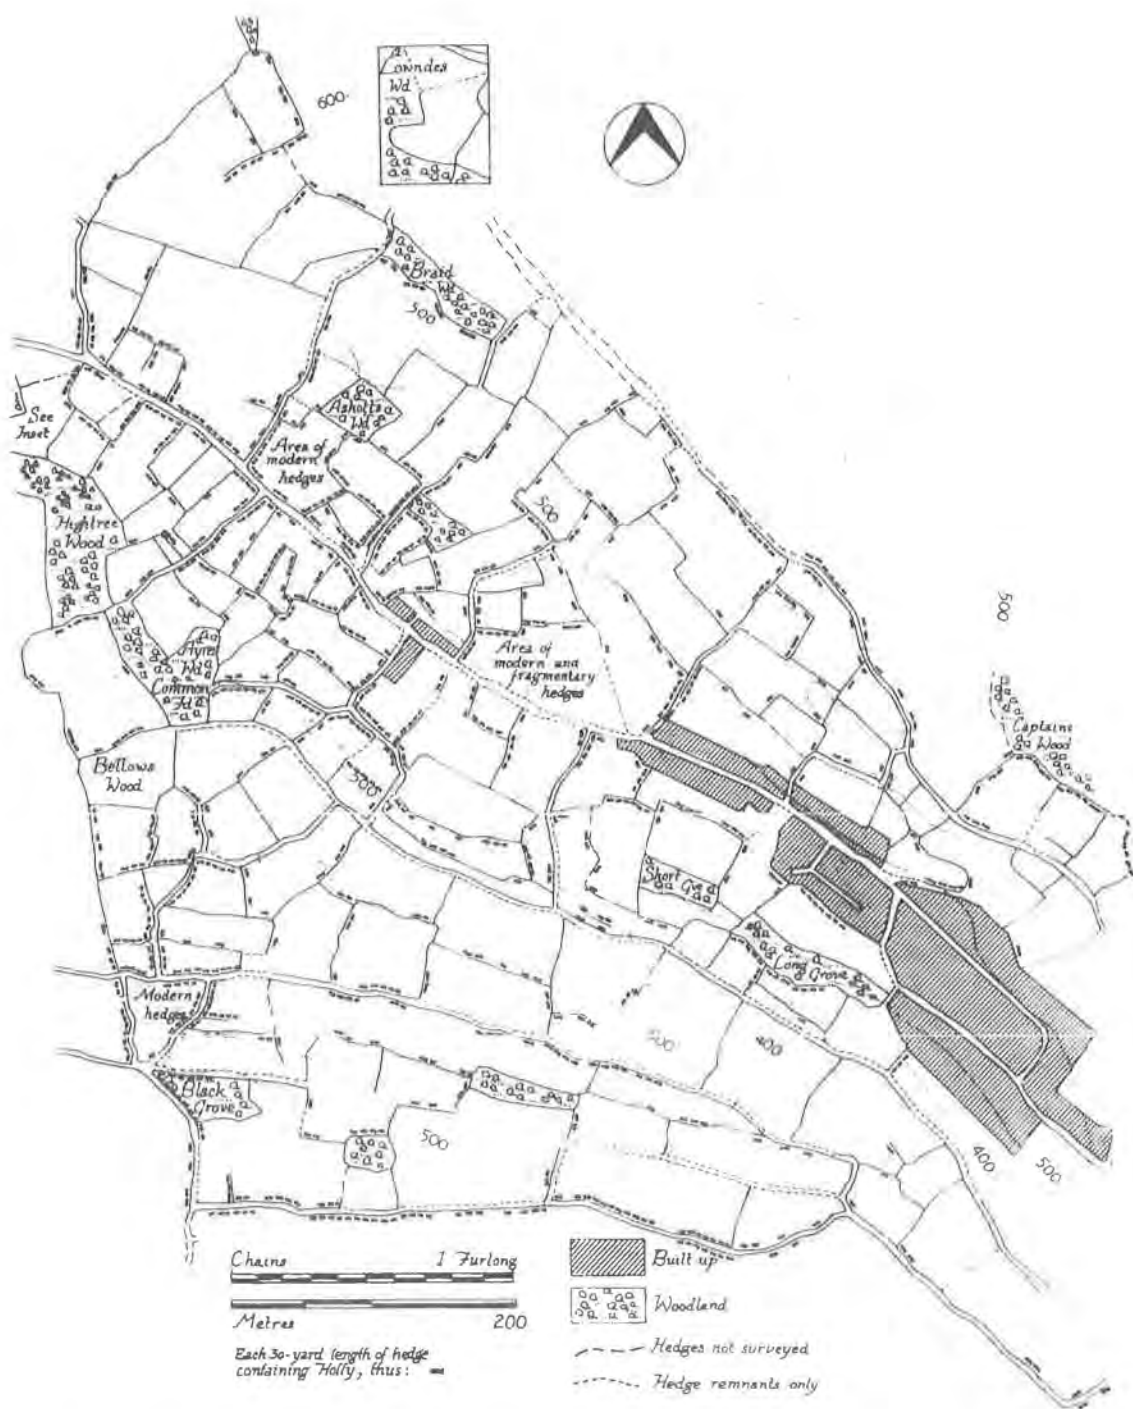 Lowndes
Wd
600
Braid
Wd
500
See
Inset
Asholts
Wd
Area of
modern
hedges
500
Hightree
Wood
500
Ayres
Wd
Area of
modern and
fragmentary
hedges
Common
Captains
Wood
Bellows
Wood
500
Short Gve
Long
Grove
Modern
hedges
500
400
Black
Grove
500
400
500
Chains 1 Furlong
Built up
Woodland
Metres 200
Hedges not surveyed
Each 30-yard length of hedge
containing Holly, thus:
Hedge remnants only